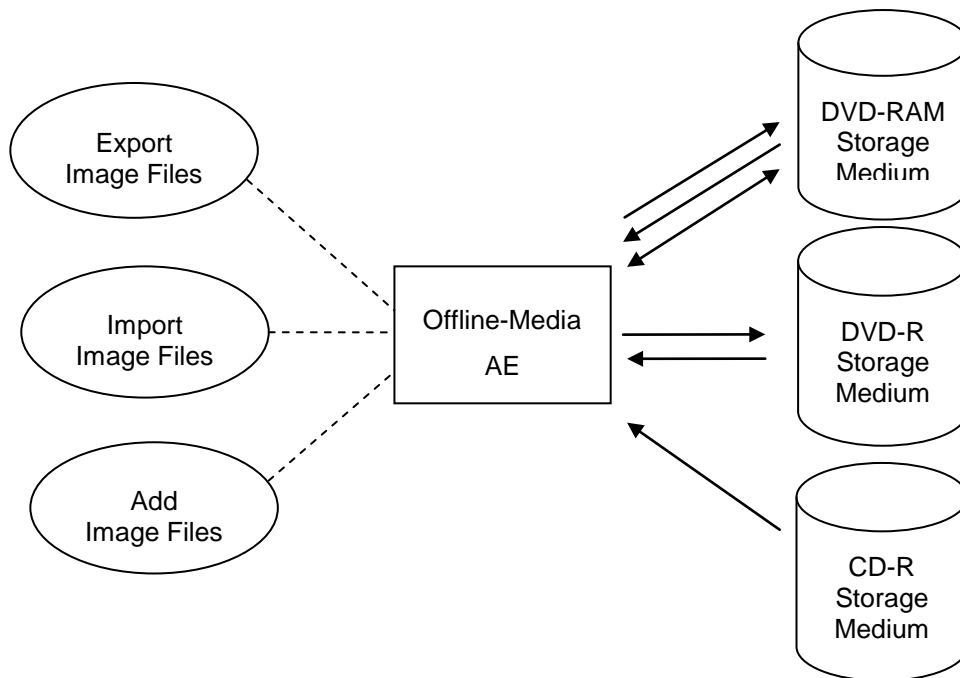 Export
Image Files
Import
Image Files
Add
Image Files
Offline-Media
AE
DVD-RAM
Storage
Medium
DVD-R
Storage
Medium
CD-R
Storage
Medium